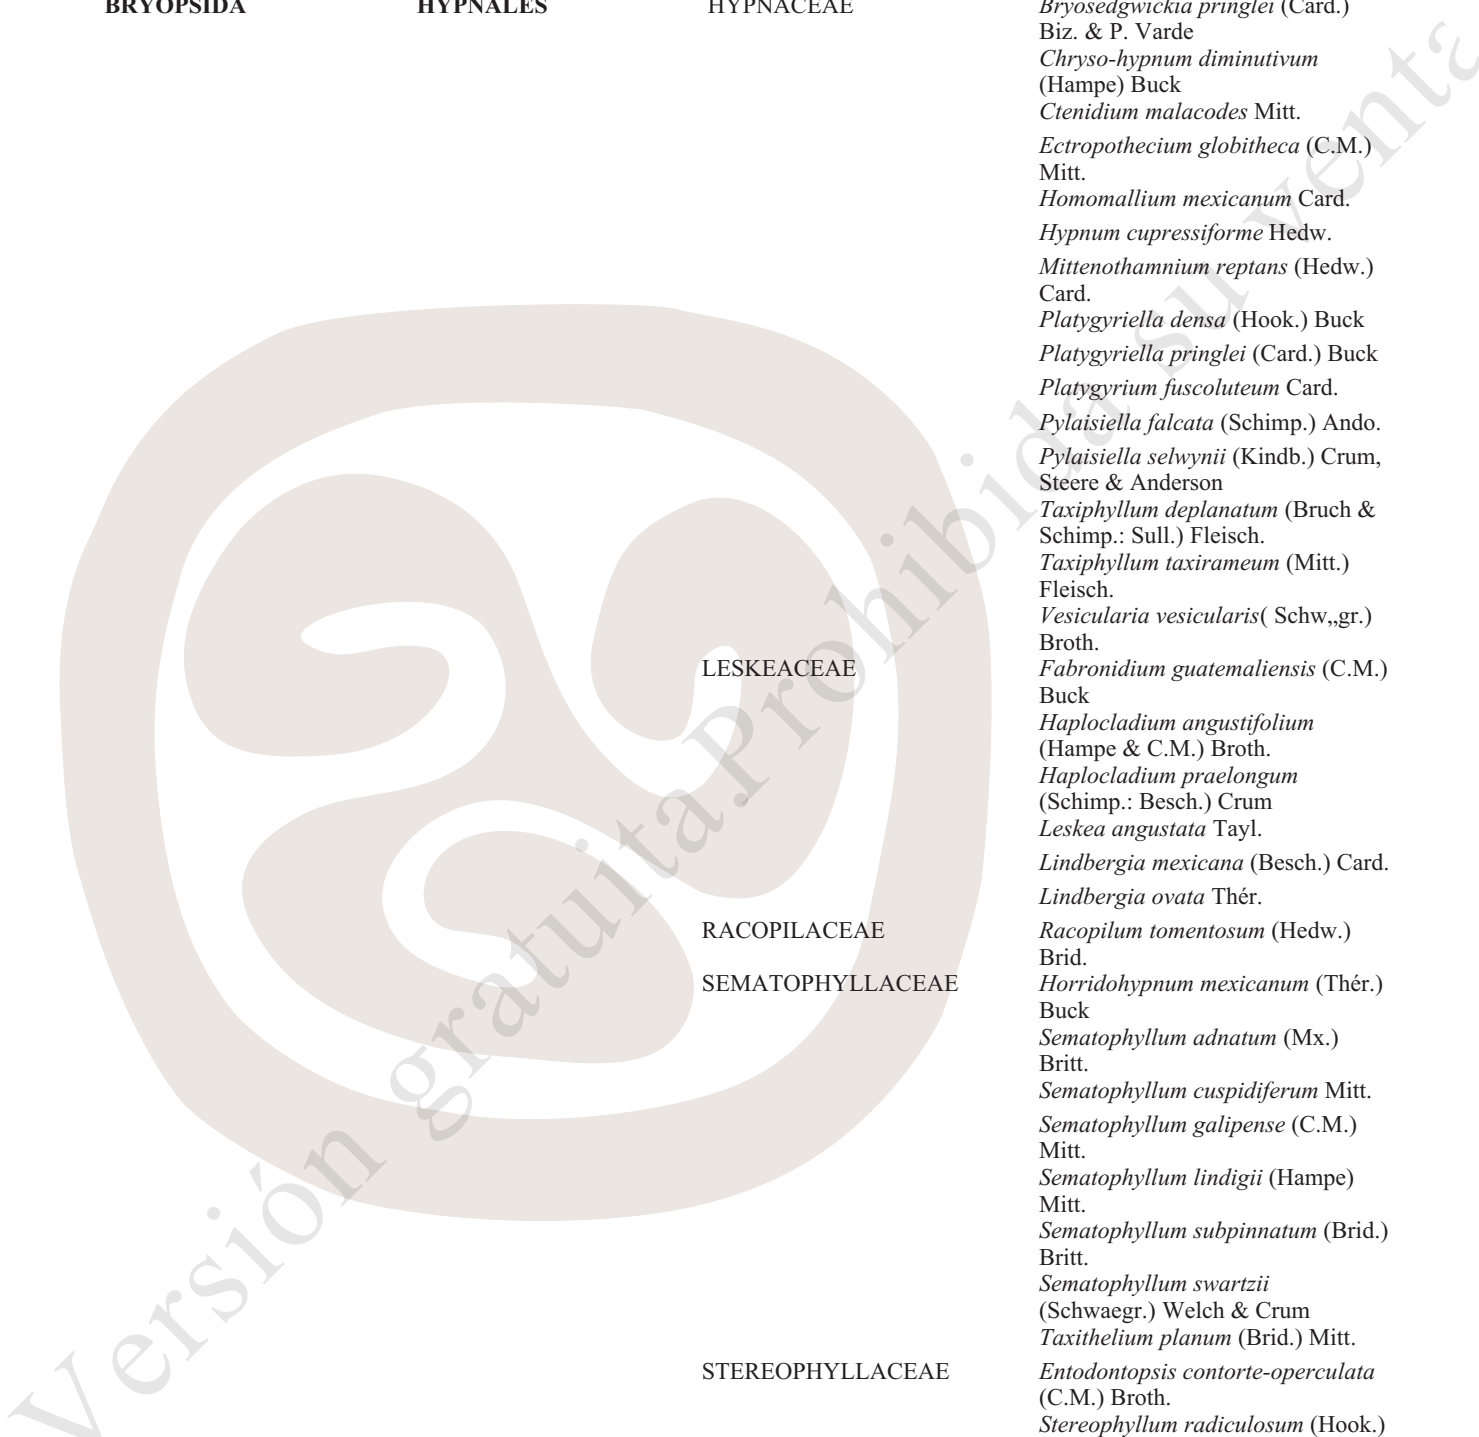 BRYOPSIDA HYPNALES HYPNACEAE Bryosedgwickia pringlei (Card.)
Biz. & P. Varde
Chryso-hypnum diminutivum
(Hampe) Buck
Ctenidium malacodes Mitt.
Ectropothecium globitheca (C.M.)
Mitt.
Homomallium mexicanum Card.
Hypnum cupressiforme Hedw.
Mittenothamnium reptans (Hedw.)
Card.
Platygyriella densa (Hook.) Buck
Platygyriella pringlei (Card.) Buck
Platygyrium fuscoluteum Card.
Pylaisiella falcata (Schimp.) Ando.
Pylaisiella selwynii (Kindb.) Crum,
Steere & Anderson
Taxiphyllum deplanatum (Bruch &
Schimp.: Sull.) Fleisch.
Taxiphyllum taxirameum (Mitt.)
Fleisch.
Vesicularia vesicularis( Schw„gr.)
Broth.
LESKEACEAE Fabronidium guatemaliensis (C.M.)
Buck
Haplocladium angustifolium
(Hampe & C.M.) Broth.
Haplocladium praelongum
(Schimp.: Besch.) Crum
Leskea angustata Tayl.
Lindbergia mexicana (Besch.) Card.
Lindbergia ovata Thér.
RACOPILACEAE Racopilum tomentosum (Hedw.)
Brid.
SEMATOPHYLLACEAE Horridohypnum mexicanum (Thér.)
Buck
Sematophyllum adnatum (Mx.)
Britt.
Sematophyllum cuspidiferum Mitt.
Sematophyllum galipense (C.M.)
Mitt.
Sematophyllum lindigii (Hampe)
Mitt.
Sematophyllum subpinnatum (Brid.)
Britt.
Sematophyllum swartzii
(Schwaegr.) Welch & Crum
Taxithelium planum (Brid.) Mitt.
STEREOPHYLLACEAE Entodontopsis contorte-operculata
(C.M.) Broth.
Stereophyllum radiculosum (Hook.)
Versión gratuita.Prohibida su venta